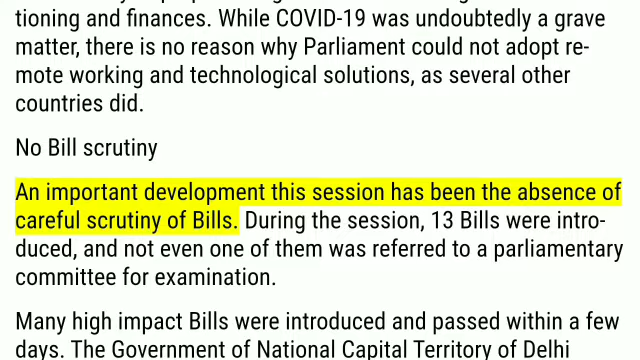 tioning and finances. While COVID-19 was undoubtedly a grave
matter, there is no reason why Parliament could not adopt re-
mote working and technological solutions, as several other
countries did.
No Bill scrutiny
An important development this session has been the absence of
careful scrutiny of Bills. During the session, 13 Bills were intro-
duced, and not even one of them was referred to a parliamentary
committee for examination.
Many high impact Bills were introduced and passed within a few
days. The Government of National Capital Territory of Delhi